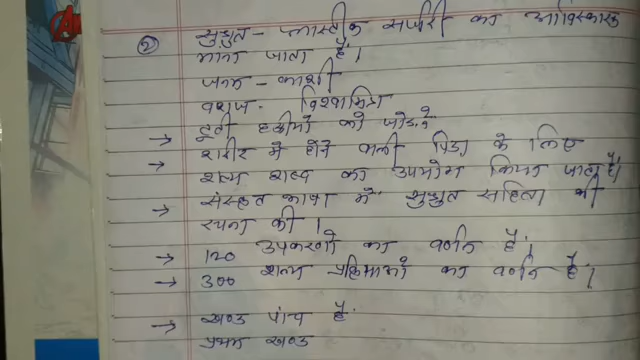 ② सुश्रुत - प्लास्टीक सर्जरी का आविस्कारक
माना जाता है।
जन्म - काशी
वंशज - विश्वामित्र
→ टूटी हडीयों को जोड़ने
→ शरीर में होने वाली पिडा के लिए
शल्य शब्द का उपयोग किया जाता है।
→ संस्कृत भाषा में सुश्रुत सहिता की
रचना की।
→ 120 उपकरणों का वर्णन है।
→ 300 शल्य प्रक्रियाओं का वर्णन है।
→ खण्ड पांच है
प्रथम खण्ड